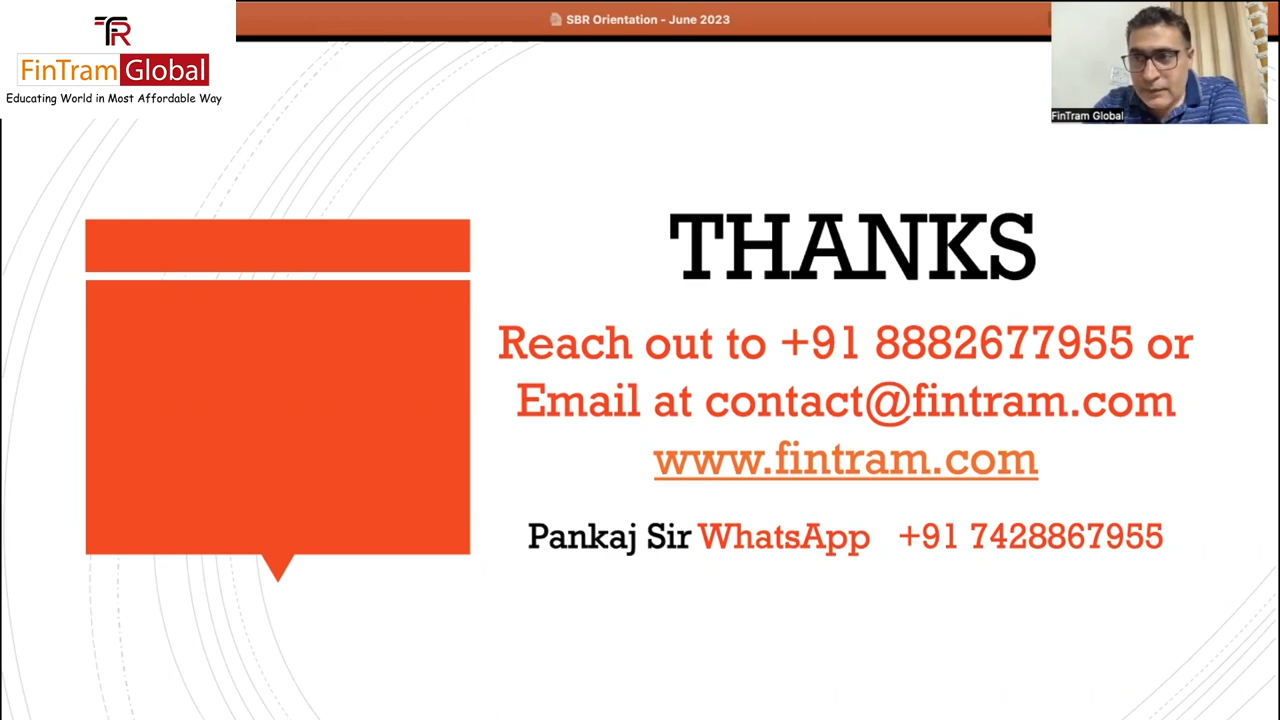 SBR Orientation - June 2023
TR
FinTram Global
Educating World in Most Affordable Way
FinTram Global
THANKS
Reach out to +91 8882677955 or
Email at contact@fintram.com
www.fintram.com
Pankaj Sir WhatsApp +91 7428867955